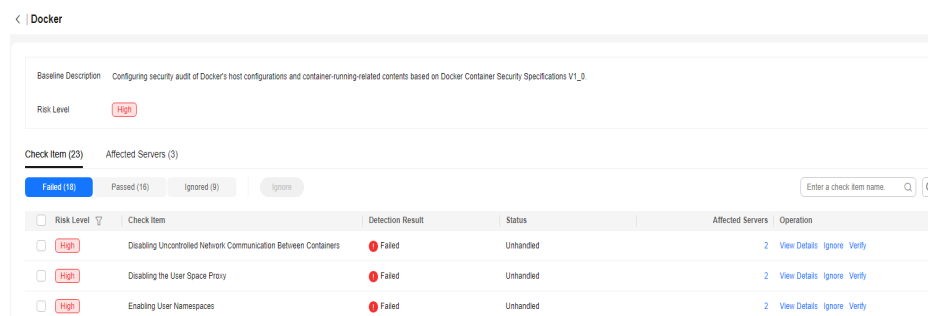 Docker
Baseline Description Configuring security audit of Docker's host configurations and container-running-related contents based on Docker Container Security Specifications V1_0.
Risk Level High
Check Item (23) Affected Servers (3)
Failed (18) Passed (16) Ignored (9) Ignore Enter a check item name.
Risk Level Check Item Detection Result Status Affected Servers Operation
High Disabling Uncontrolled Network Communication Between Containers Failed Unhandled 2 View Details Ignore Verify
High Disabling the User Space Proxy Failed Unhandled 2 View Details Ignore Verify
High Enabling User Namespaces Failed Unhandled 2 View Details Ignore Verify